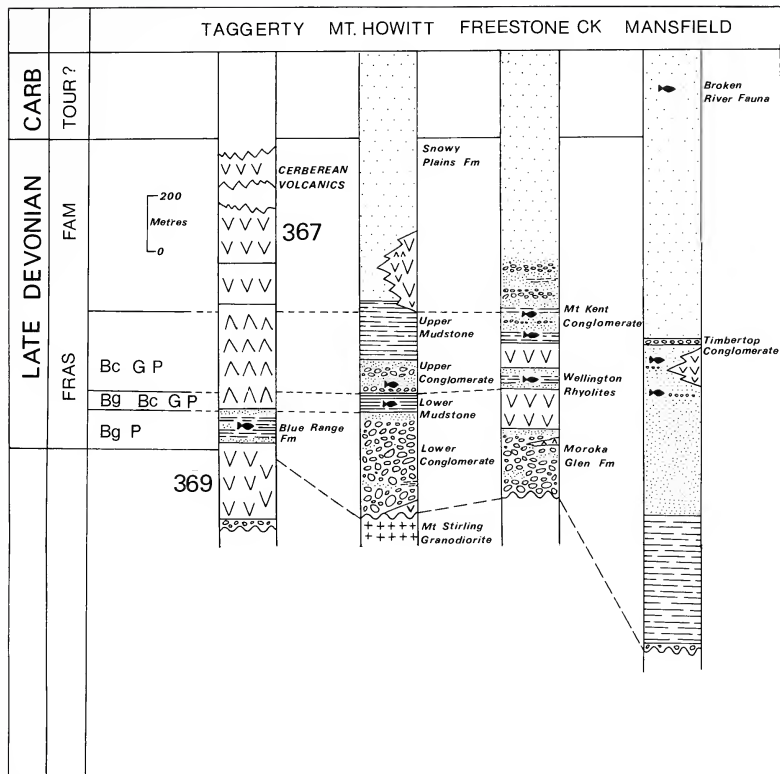 TAGGERTY MT. HOWITT FREESTONE CK MANSFIELD
CARB
TOUR?
LATE DEVONIAN
FAM
FRAS
200
Metres
0
Bc G P
Bg Bc G P
Bg P
CERBEREAN
VOLCANICS
367
Blue Range
Fm
369
Snowy
Plains Fm
Upper
Mudstone
Upper
Conglomerate
Lower
Mudstone
Lower
Conglomerate
Mt Stirling
Granodiorite
Mt Kent
Conglomerate
Wellington
Rhyolites
Moroka
Glen Fm
Broken
River Fauna
Timbertop
Conglomerate